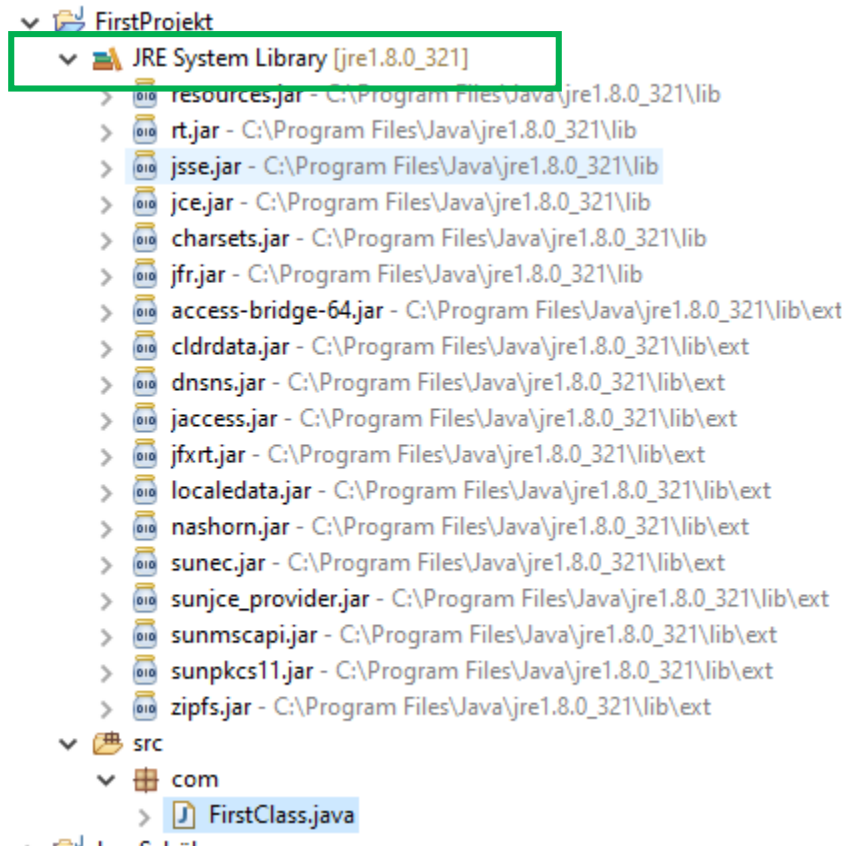 FirstProjekt
JRE System Library [jre1.8.0_321]
resources.jar - C:\Program Files\Java\jre1.8.0_321\lib
rt.jar - C:\Program Files\Java\jre1.8.0_321\lib
jsse.jar - C:\Program Files\Java\jre1.8.0_321\lib
jce.jar - C:\Program Files\Java\jre1.8.0_321\lib
charsets.jar - C:\Program Files\Java\jre1.8.0_321\lib
jfr.jar - C:\Program Files\Java\jre1.8.0_321\lib
access-bridge-64.jar - C:\Program Files\Java\jre1.8.0_321\lib\ext
cldrdata.jar - C:\Program Files\Java\jre1.8.0_321\lib\ext
dnsns.jar - C:\Program Files\Java\jre1.8.0_321\lib\ext
jaccess.jar - C:\Program Files\Java\jre1.8.0_321\lib\ext
jfxrt.jar - C:\Program Files\Java\jre1.8.0_321\lib\ext
localedata.jar - C:\Program Files\Java\jre1.8.0_321\lib\ext
nashorn.jar - C:\Program Files\Java\jre1.8.0_321\lib\ext
sunec.jar - C:\Program Files\Java\jre1.8.0_321\lib\ext
sunjce_provider.jar - C:\Program Files\Java\jre1.8.0_321\lib\ext
sunmscapi.jar - C:\Program Files\Java\jre1.8.0_321\lib\ext
sunpkcs11.jar - C:\Program Files\Java\jre1.8.0_321\lib\ext
zipfs.jar - C:\Program Files\Java\jre1.8.0_321\lib\ext
src
com
FirstClass.java